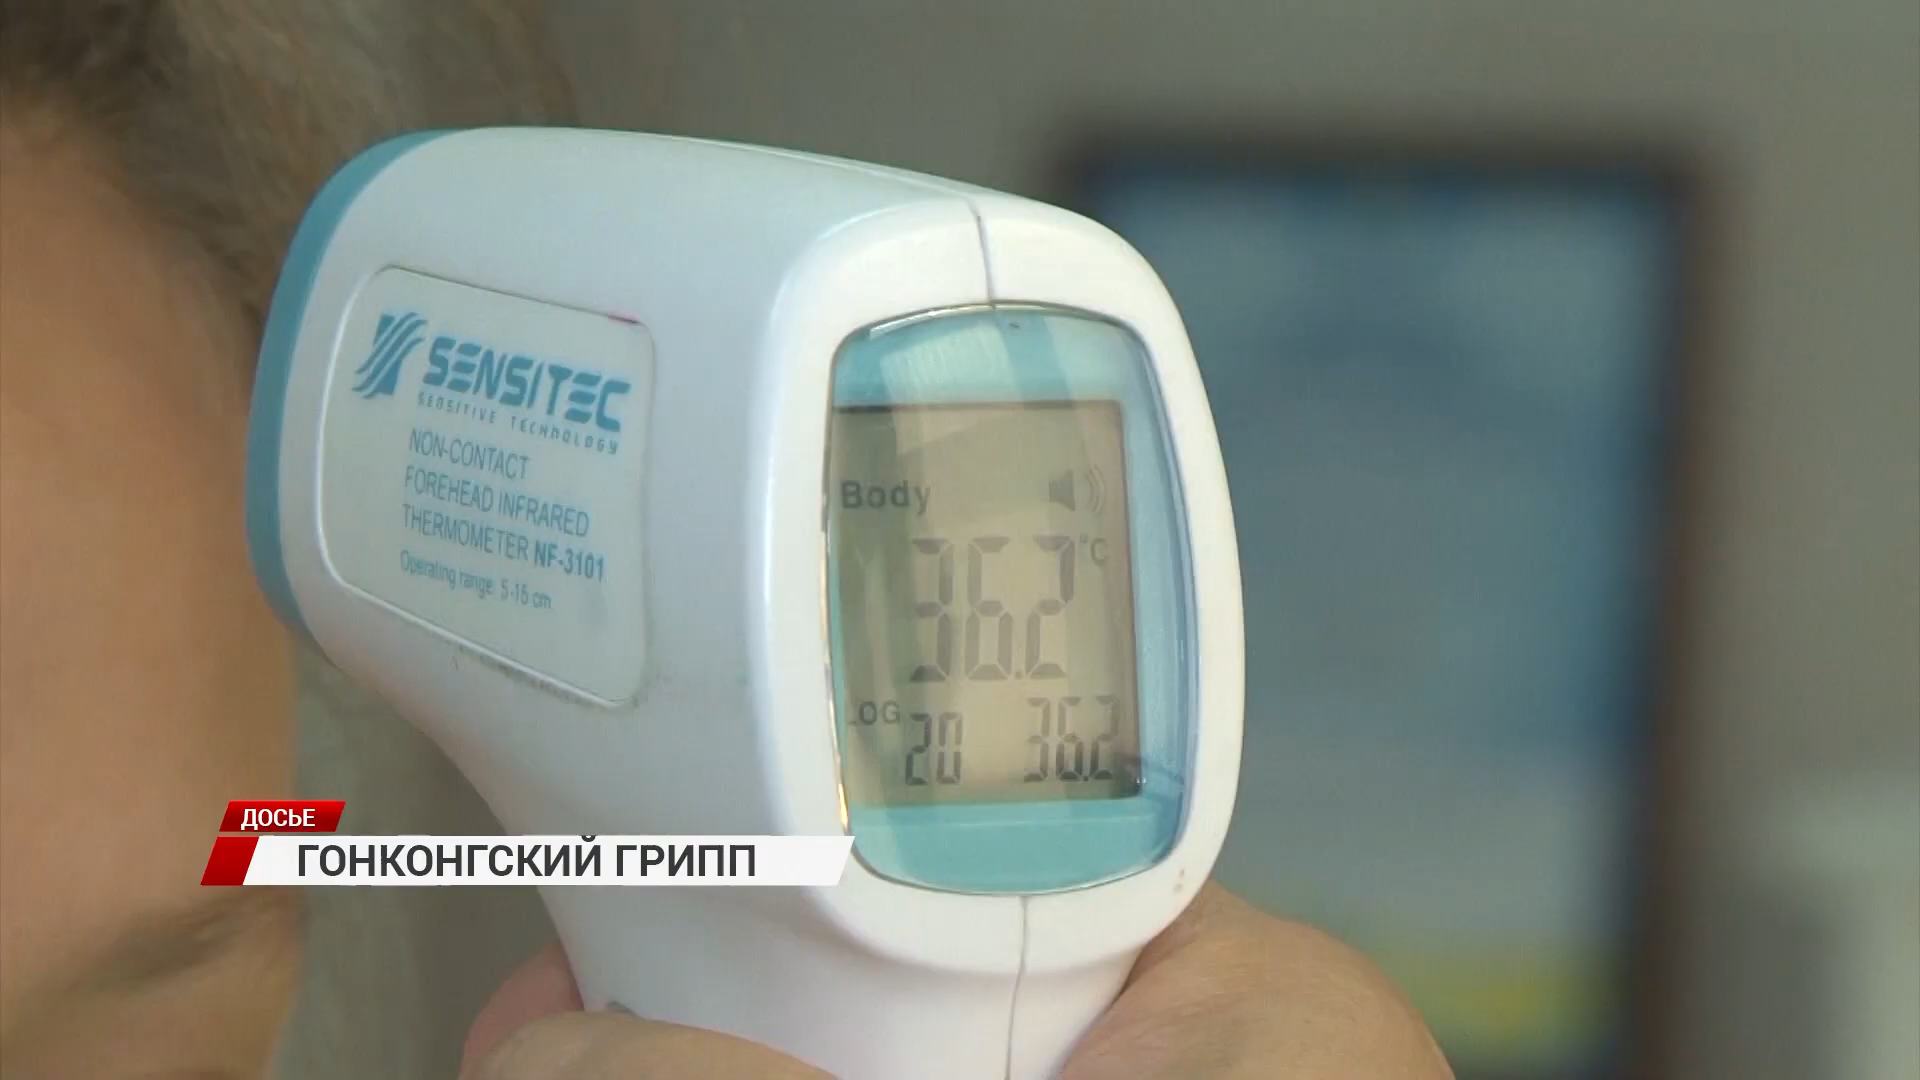 SENSITEC
SENSITIVE TECHNOLOGY
NON-CONTACT
FOREHEAD INFRARED
THERMOMETER NF-3101
Operating range: 5-15 cm
Body
36.2 °C
LOG 20 36.2
ДОСЬЕ
ГОНКОНГСКИЙ ГРИПП